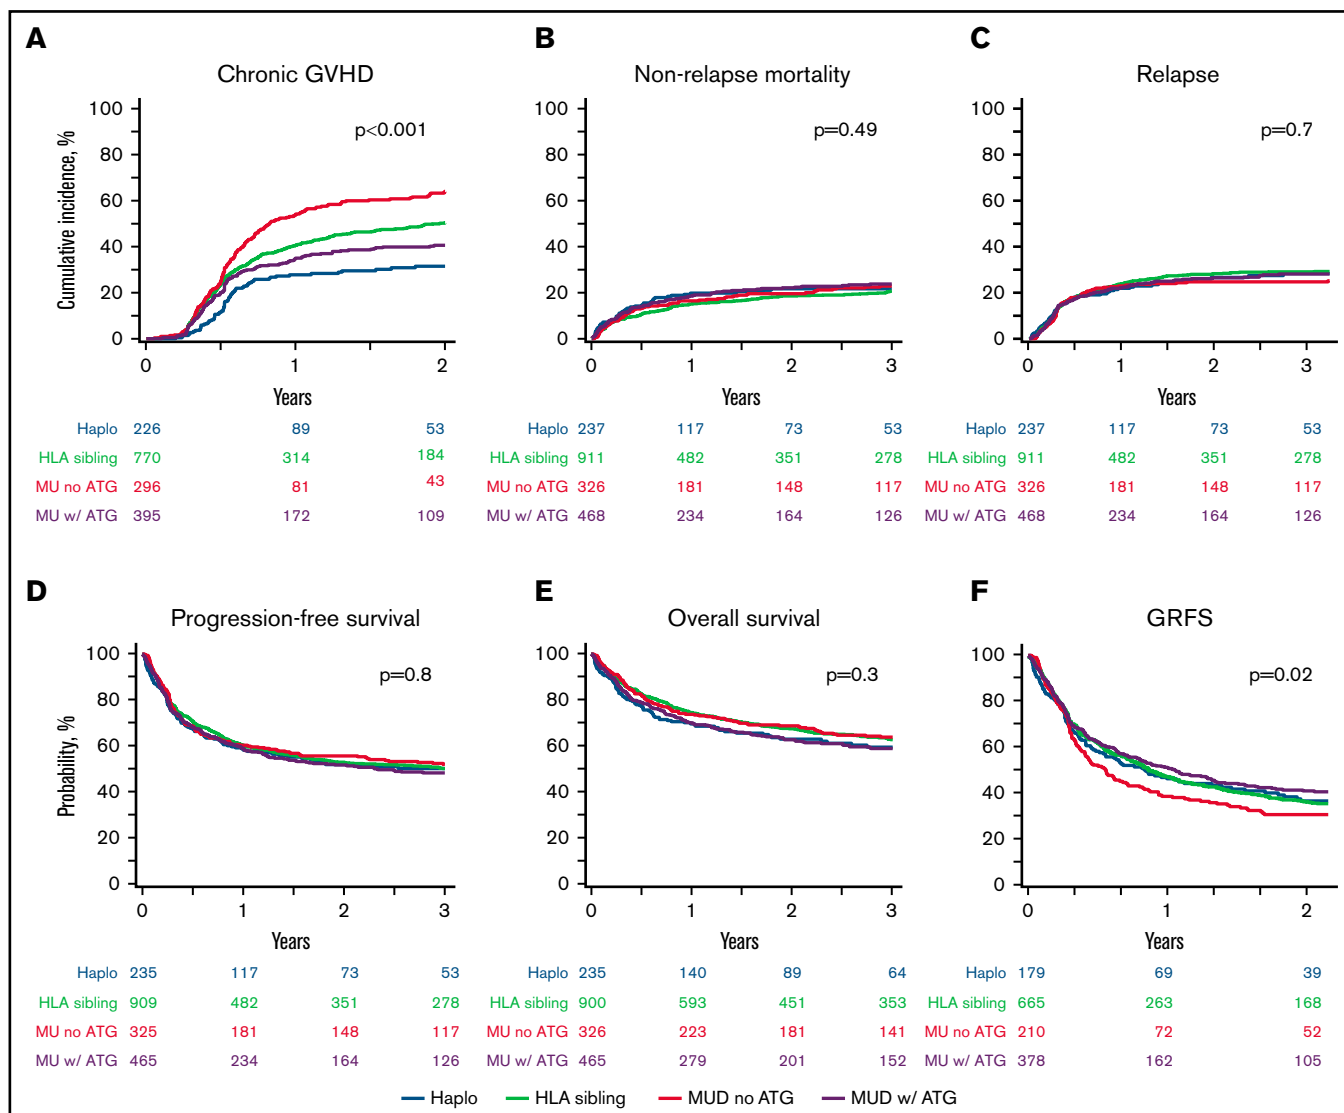 A
Chronic GVHD
p<0.001
Cumulative incidence, %
100
80
60
40
20
0
0 1 2
Years
Haplo 226 89 53
HLA sibling 770 314 184
MU no ATG 296 81 43
MU w/ ATG 395 172 109
B
Non-relapse mortality
p=0.49
100
80
60
40
20
0
0 1 2 3
Years
Haplo 237 117 73 53
HLA sibling 911 482 351 278
MU no ATG 326 181 148 117
MU w/ ATG 468 234 164 126
C
Relapse
p=0.7
100
80
60
40
20
0
0 1 2 3
Years
Haplo 237 117 73 53
HLA sibling 911 482 351 278
MU no ATG 326 181 148 117
MU w/ ATG 468 234 164 126
D
Progression-free survival
p=0.8
Probability, %
100
80
60
40
20
0
0 1 2 3
Years
Haplo 235 117 73 53
HLA sibling 909 482 351 278
MU no ATG 325 181 148 117
MU w/ ATG 465 234 164 126
E
Overall survival
p=0.3
100
80
60
40
20
0
0 1 2 3
Years
Haplo 235 140 89 64
HLA sibling 900 593 451 353
MU no ATG 326 223 181 141
MU w/ ATG 465 279 201 152
F
GRFS
p=0.02
100
80
60
40
20
0
0 1 2
Years
Haplo 179 69 39
HLA sibling 665 263 168
MU no ATG 210 72 52
MU w/ ATG 378 162 105
Haplo HLA sibling MUD no ATG MUD w/ ATG